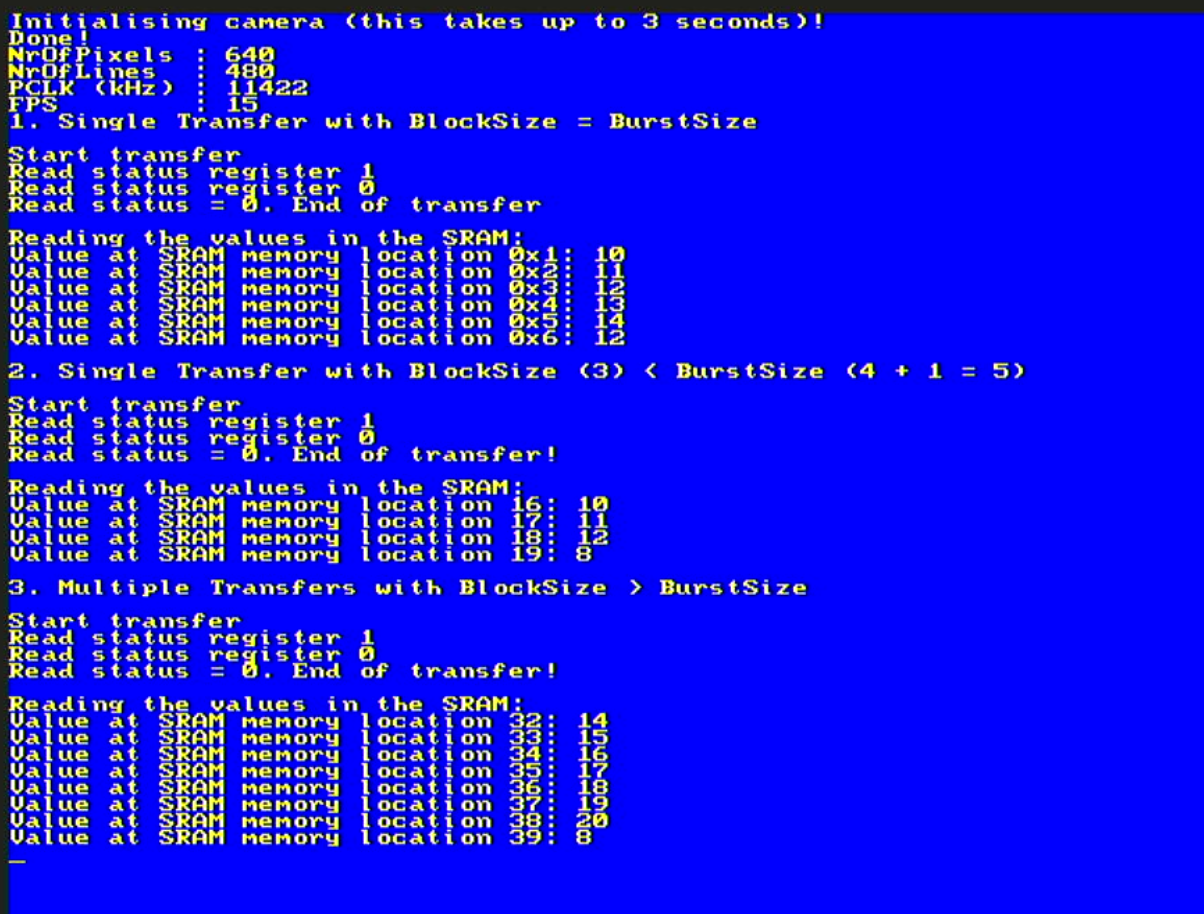 Initialising camera (this takes up to 3 seconds)!
Done!
NrOfPixels : 640
NrOfLines : 480
PCLK (kHz) : 11422
FPS : 15
1. Single Transfer with BlockSize = BurstSize
Start transfer
Read status register 1
Read status register 0
Read status = 0. End of transfer
Reading the values in the SRAM:
Value at SRAM memory location 0x1: 10
Value at SRAM memory location 0x2: 11
Value at SRAM memory location 0x3: 12
Value at SRAM memory location 0x4: 13
Value at SRAM memory location 0x5: 14
Value at SRAM memory location 0x6: 12
2. Single Transfer with BlockSize (3) < BurstSize (4 + 1 = 5)
Start transfer
Read status register 1
Read status register 0
Read status = 0. End of transfer!
Reading the values in the SRAM:
Value at SRAM memory location 16: 10
Value at SRAM memory location 17: 11
Value at SRAM memory location 18: 12
Value at SRAM memory location 19: 8
3. Multiple Transfers with BlockSize > BurstSize
Start transfer
Read status register 1
Read status register 0
Read status = 0. End of transfer!
Reading the values in the SRAM:
Value at SRAM memory location 32: 14
Value at SRAM memory location 33: 15
Value at SRAM memory location 34: 16
Value at SRAM memory location 35: 17
Value at SRAM memory location 36: 18
Value at SRAM memory location 37: 19
Value at SRAM memory location 38: 20
Value at SRAM memory location 39: 8